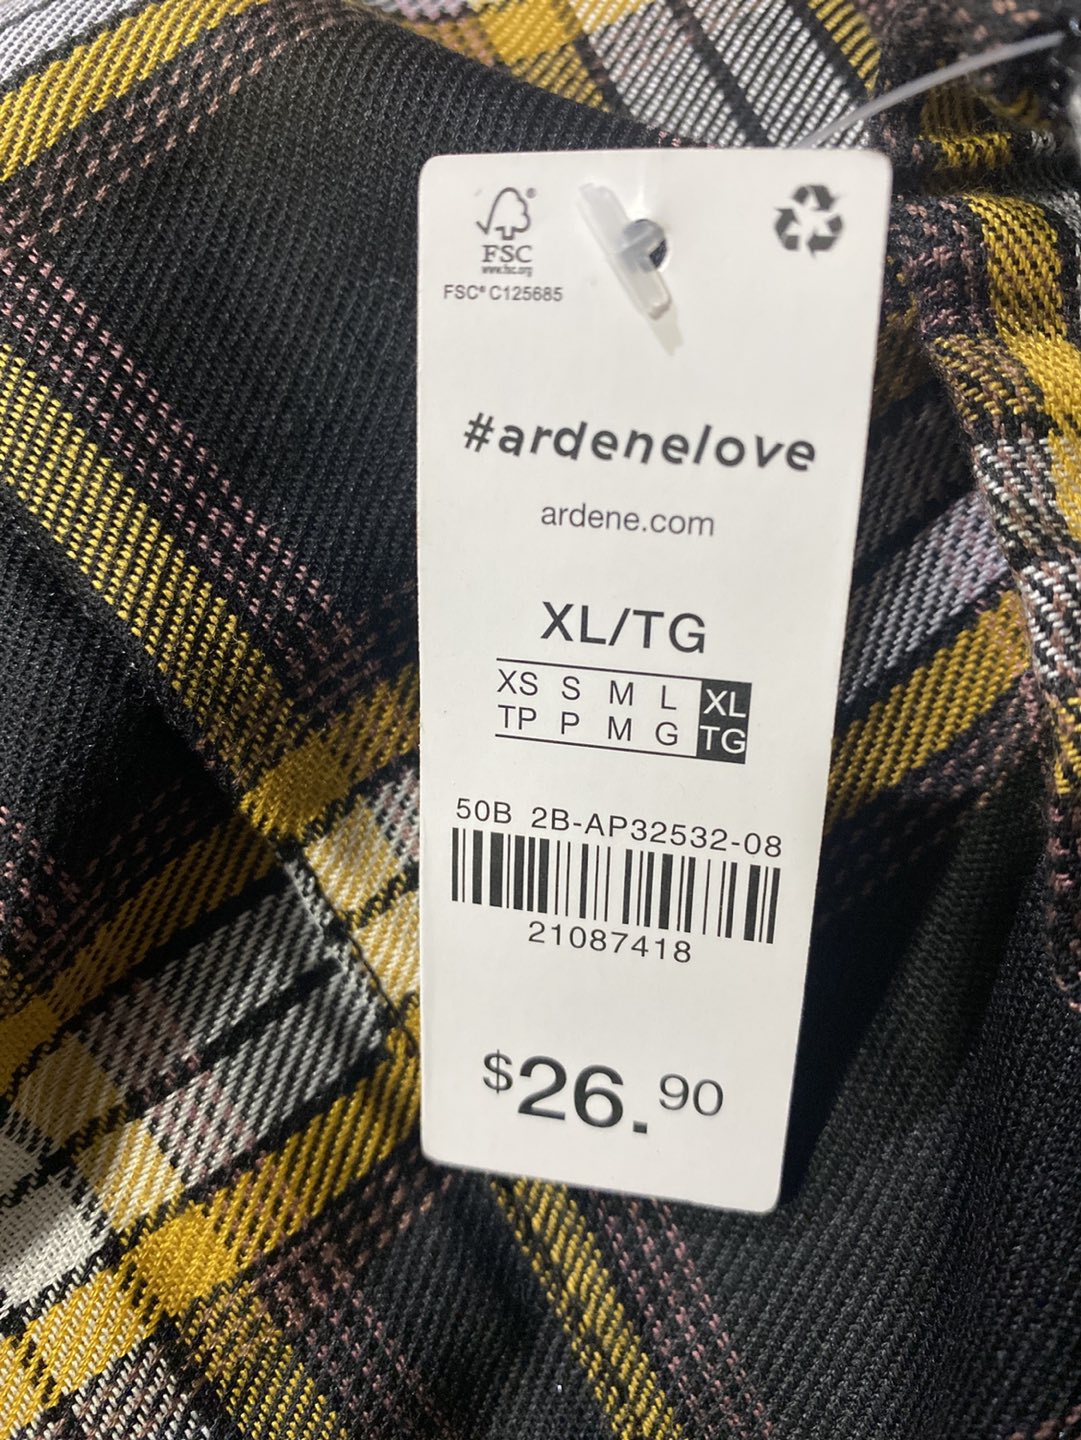 FSC®
www.fsc.org
FSC® C125685
#ardenelove
ardene.com
XL/TG
XS S M L XL
TP P M G TG
50B 2B-AP32532-08
21087418
$26.90